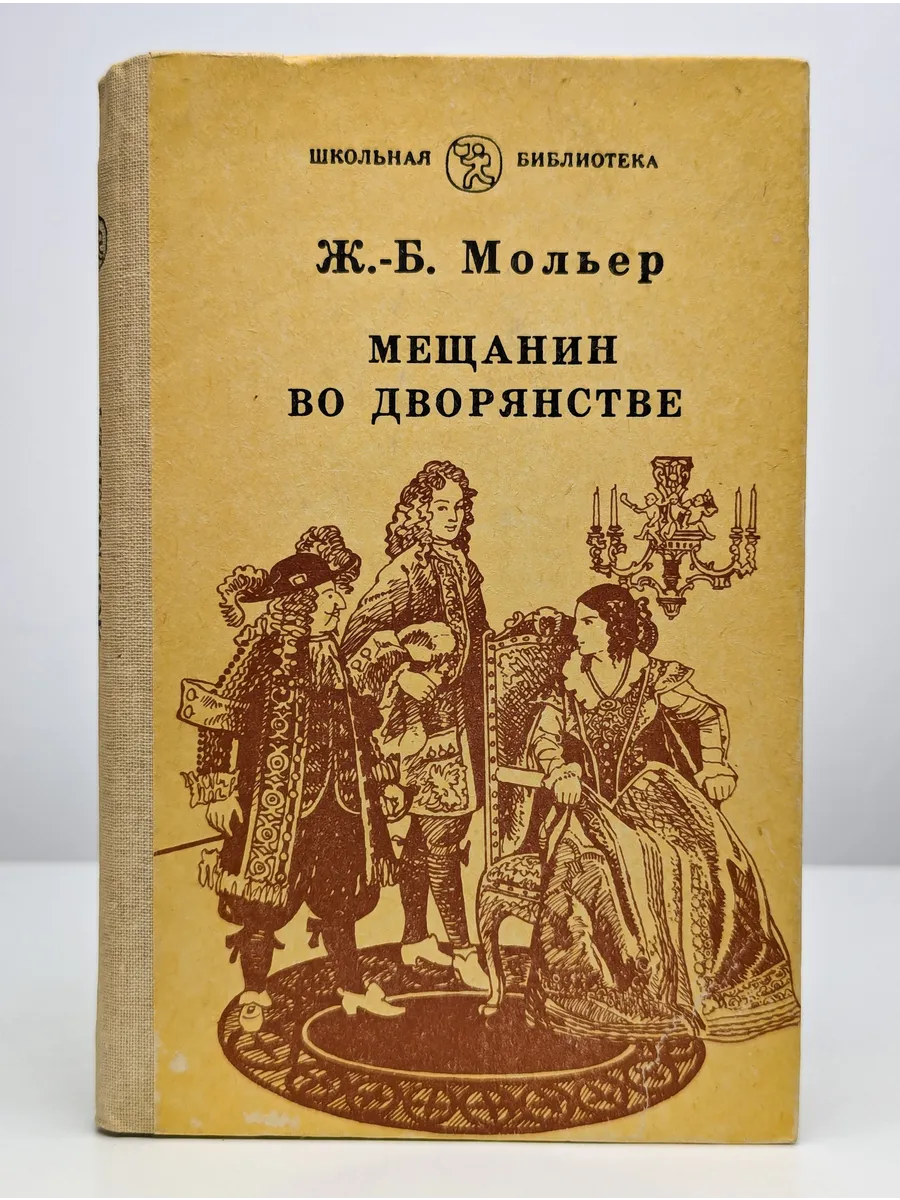 ШКОЛЬНАЯ БИБЛИОТЕКА
Ж.-Б. Мольер
МЕЩАНИН
ВО ДВОРЯНСТВЕ